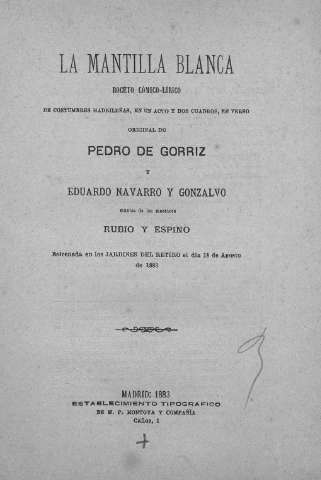 LA MANTILLA BLANCA
BOCETO CÓMICO-LÍRICO
DE COSTUMBRES MADRILEÑAS, EN UN ACTO Y DOS CUADROS, EN VERSO
ORIGINAL DE
PEDRO DE GORRIZ
Y
EDUARDO NAVARRO Y GONZALVO
música de los maestros
RUBIO Y ESPINO
Estrenada en los JARDINES DEL RETIRO el día 18 de Agosto
de 1883
MADRID: 1883
ESTABLECIMIENTO TIPOGRÁFICO
DE M. P. MONTOYA Y COMPAÑÍA
Caños, 1